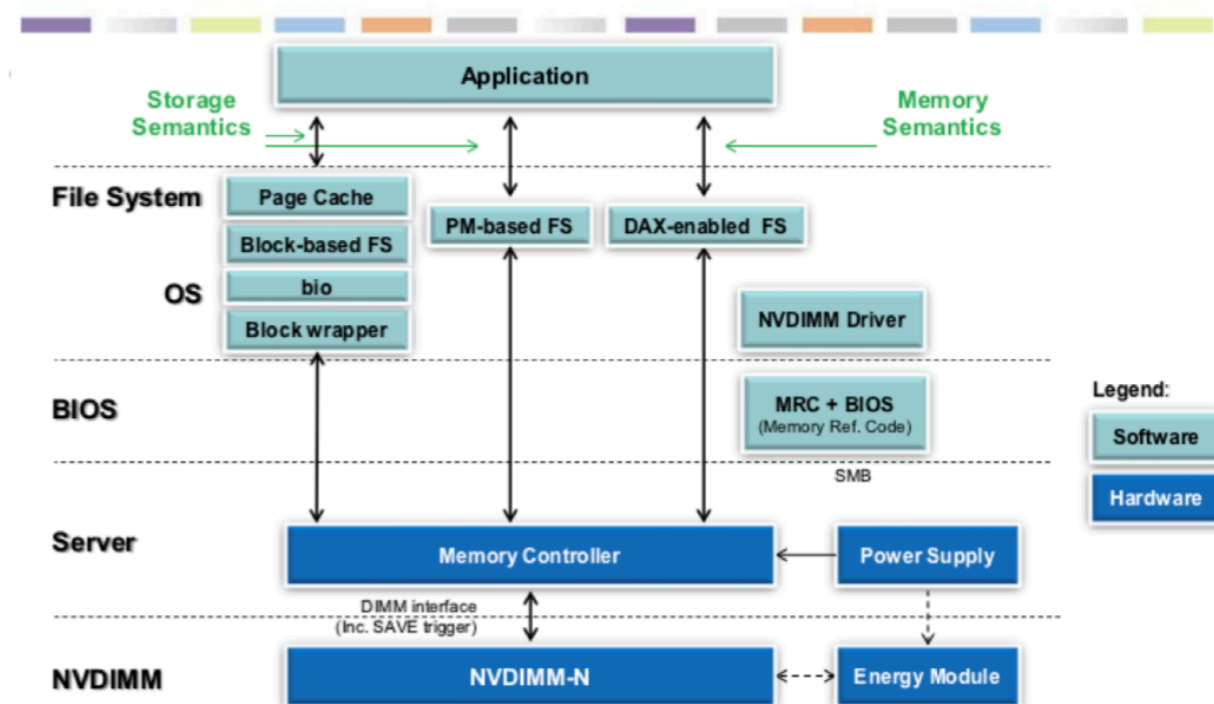 Application
Storage
Semantics
Memory
Semantics
File System
Page Cache
PM-based FS
DAX-enabled FS
Block-based FS
OS
bio
NVDIMM Driver
Block wrapper
BIOS
MRC + BIOS
(Memory Ref. Code)
Legend:
Software
SMB
Hardware
Server
Memory Controller
Power Supply
DIMM interface
(Inc. SAVE trigger)
NVDIMM
NVDIMM-N
Energy Module